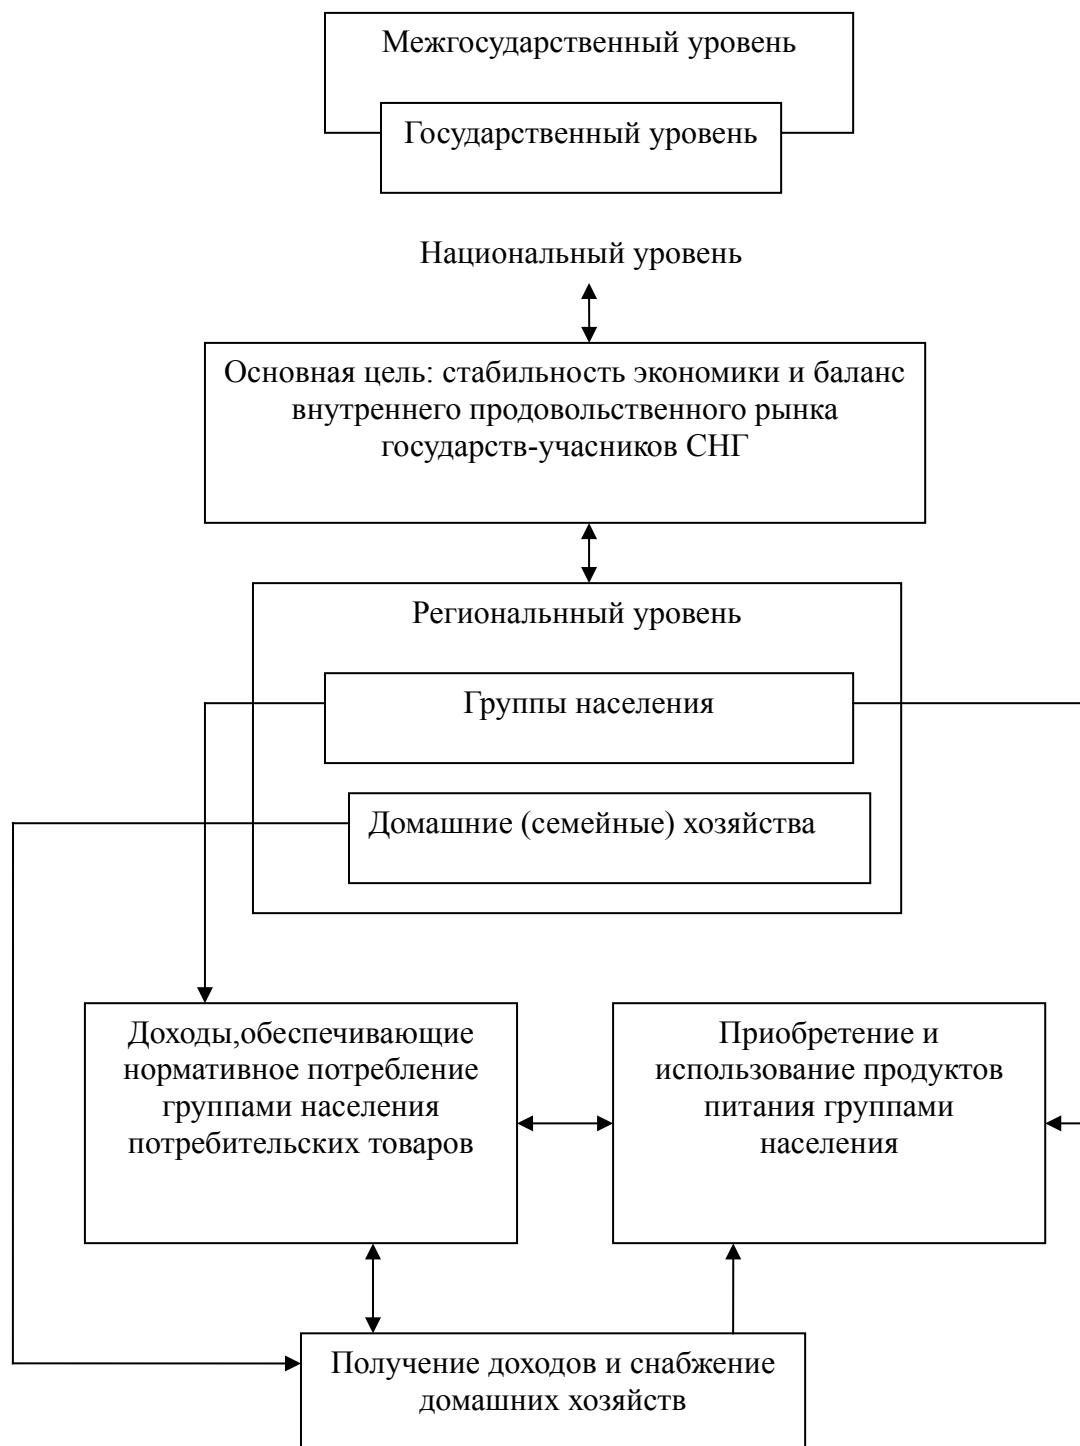 Межгосударственный уровень
Государственный уровень
Национальный уровень
Основная цель: стабильность экономики и баланс
внутреннего продовольственного рынка
государств-учасников СНГ
Региональнный уровень
Группы населения
Домашние (семейные) хозяйства
Доходы,обеспечивающие
нормативное потребление
группами населения
потребительских товаров
Приобретение и
использование продуктов
питания группами
населения
Получение доходов и снабжение
домашних хозяйств